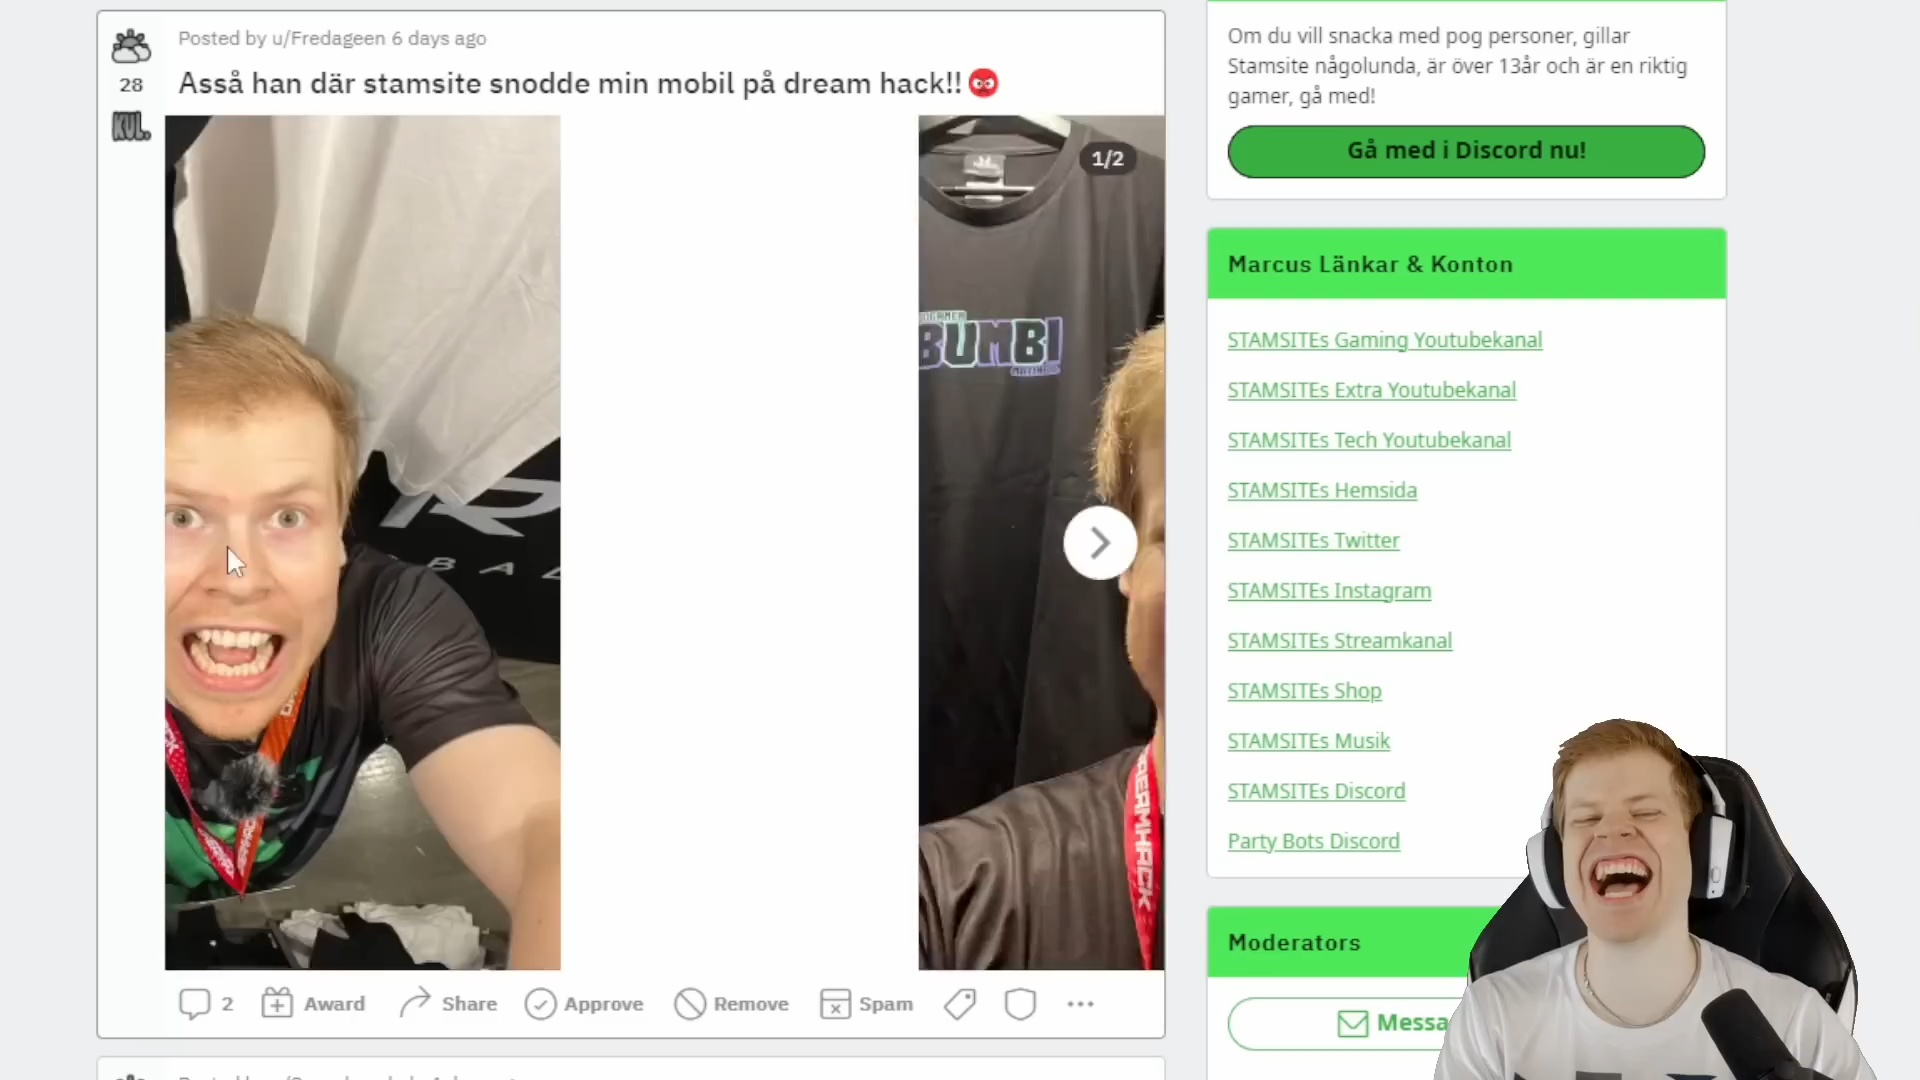 Posted by u/Fredageen 6 days ago
28
Asså han där stamsite snodde min mobil på dream hack!!
KUL.
1/2
BUMBI
R
BAL
DREAMHACK
2
Award
Share
Approve
Remove
Spam
Om du vill snacka med pog personer, gillar
Stamsite någolunda, är över 13år och är en riktig
gamer, gå med!
Gå med i Discord nu!
Marcus Länkar & Konton
STAMSITEs Gaming Youtubekanal
STAMSITEs Extra Youtubekanal
STAMSITEs Tech Youtubekanal
STAMSITEs Hemsida
STAMSITEs Twitter
STAMSITEs Instagram
STAMSITEs Streamkanal
STAMSITEs Shop
STAMSITEs Musik
STAMSITEs Discord
Party Bots Discord
Moderators
Messa